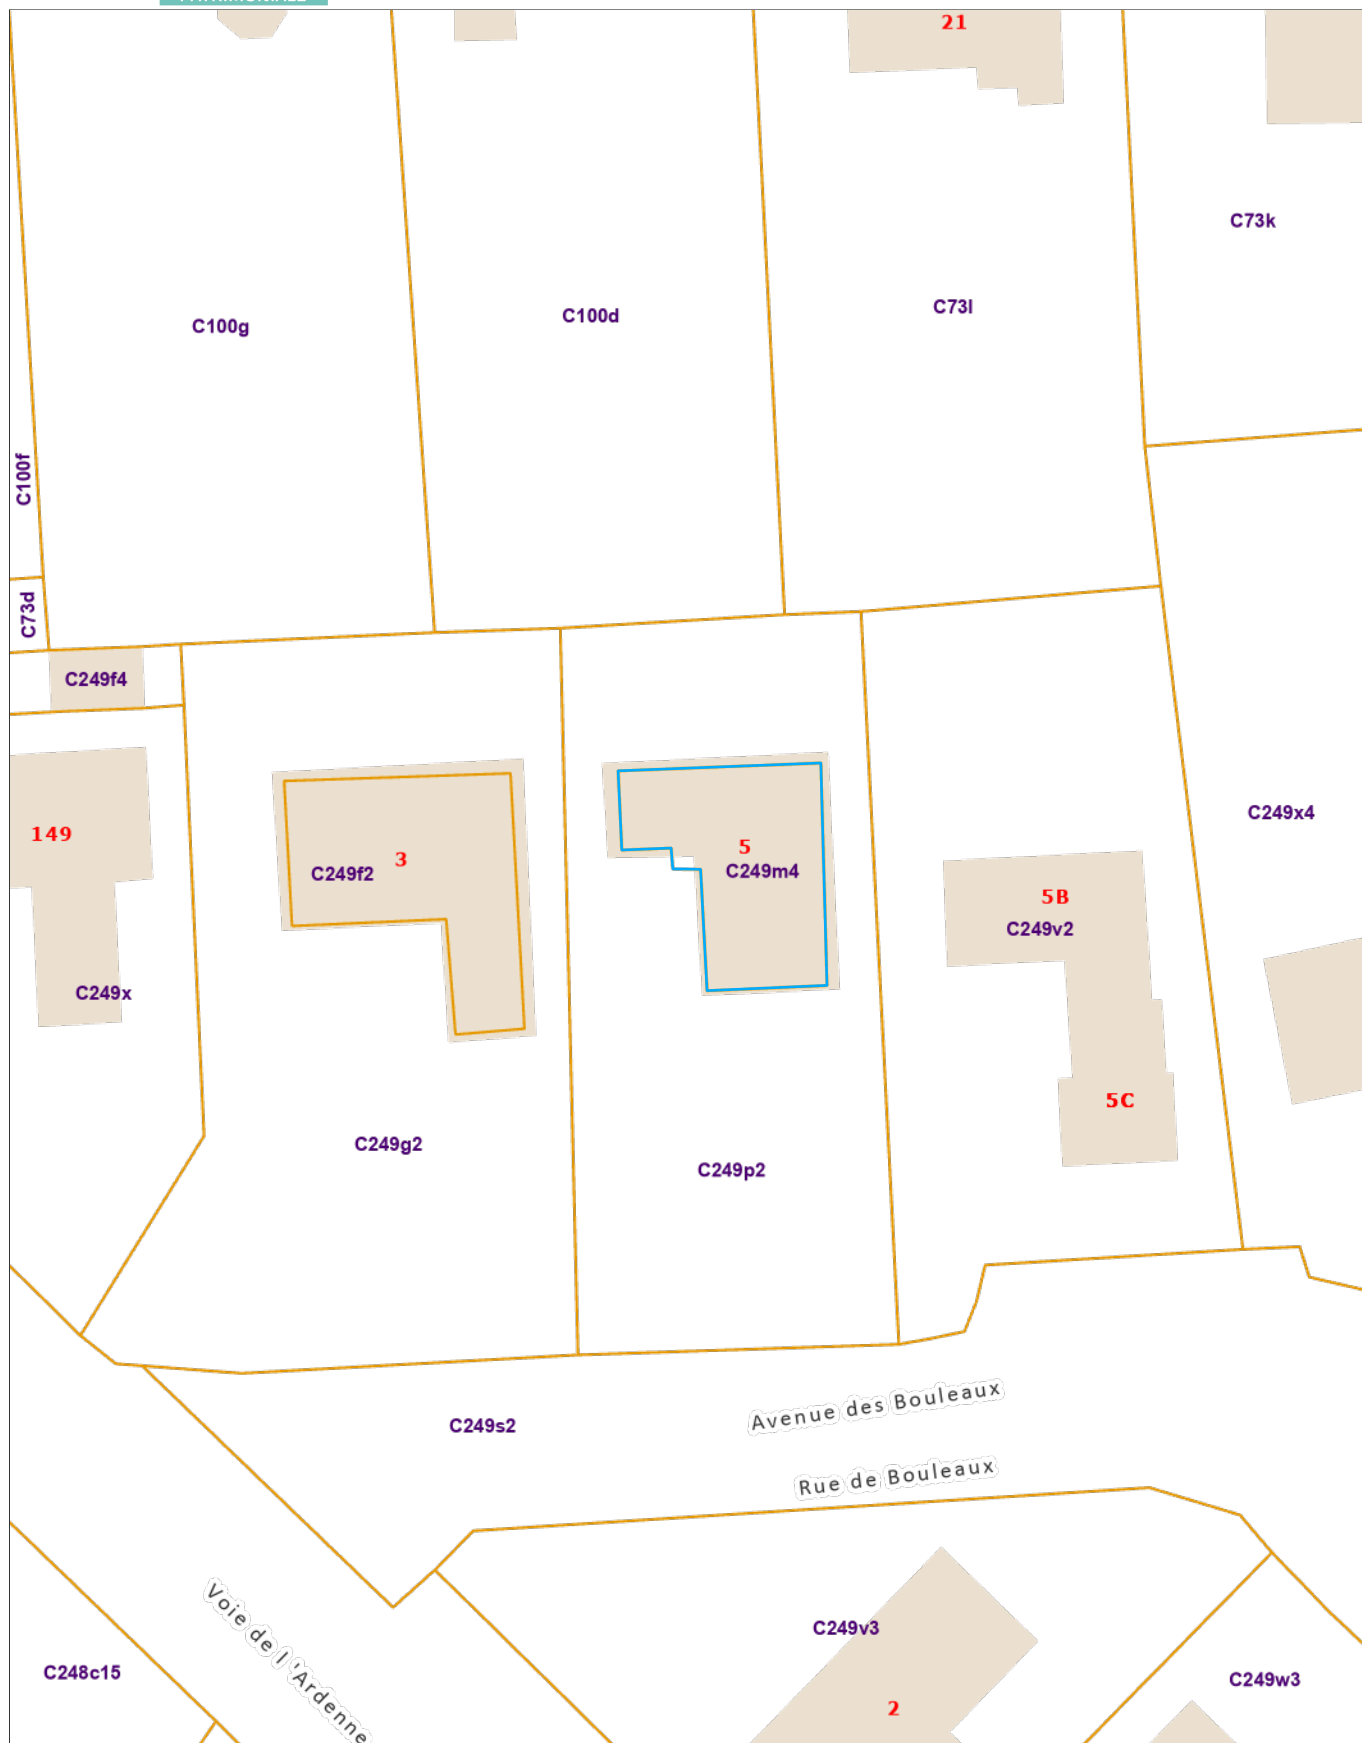 21
C73k
C73l
C100d
C100g
C100f
C73d
C249f4
C249x4
149
5
3
C249m4
C249f2
5B
C249v2
C249x
5C
C249g2
C249p2
Avenue des Bouleaux
C249s2
Rue de Bouleaux
Voie de l'Ardenne
C249v3
C248c15
C249w3
2